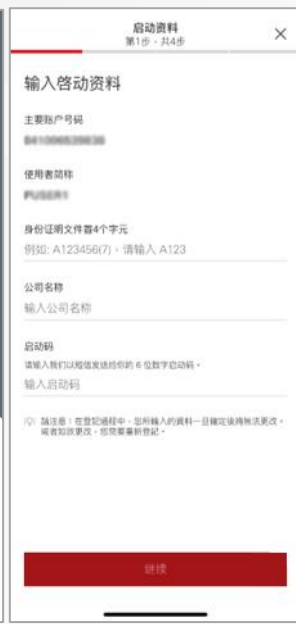 启动资料
第1步，共4步
输入启动资料
主要账户号码
使用者简称
身份证明文件首4个字元
例如: A123456(7)，请输入 A123
公司名称
输入公司名称
启动码
请输入我们以短信发送给你的 6 位数字启动码。
输入启动码
請注意！在登記過程中，您所輸入的資料一旦確定後將無法更改。
或者如欲更改，您需要重新登記。
继续